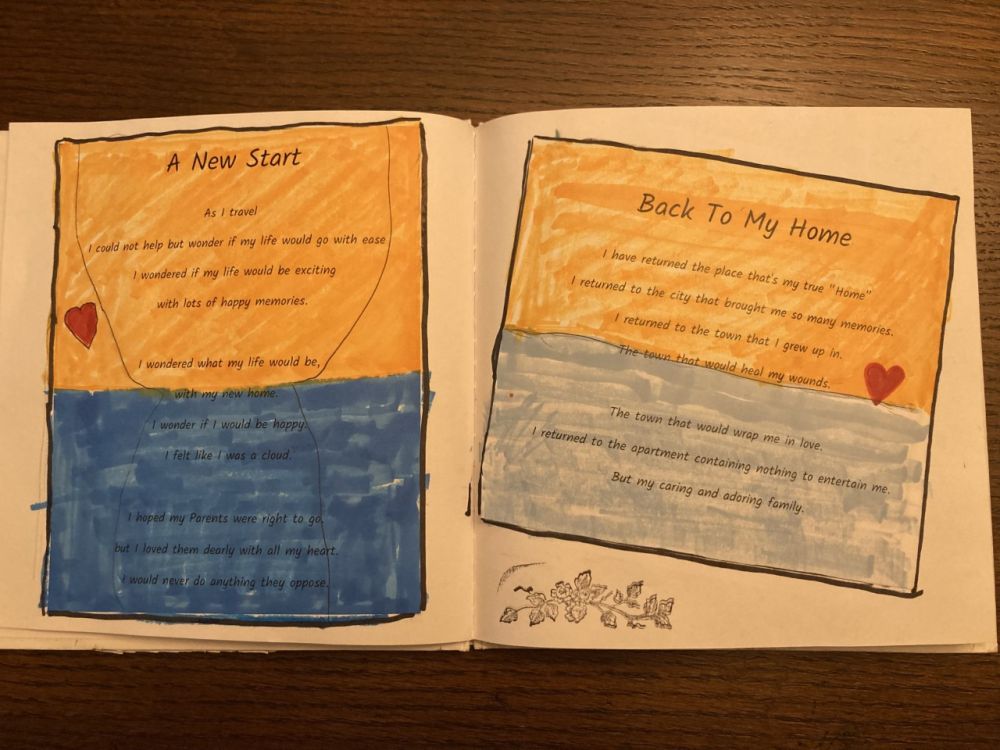 A New Start
As I travel
I could not help but wonder if my life would go with ease
I wondered if my life would be exciting
with lots of happy memories.
I wondered what my life would be,
with my new home.
I wonder if I would be happy.
I felt like I was a cloud.
I hoped my Parents were right to go,
but I loved them dearly with all my heart.
I would never do anything they oppose.
Back To My Home
I have returned the place that's my true "Home"
I returned to the city that brought me so many memories.
I returned to the town that I grew up in.
The town that would heal my wounds.
The town that would wrap me in love.
I returned to the apartment containing nothing to entertain me.
But my caring and adoring family.